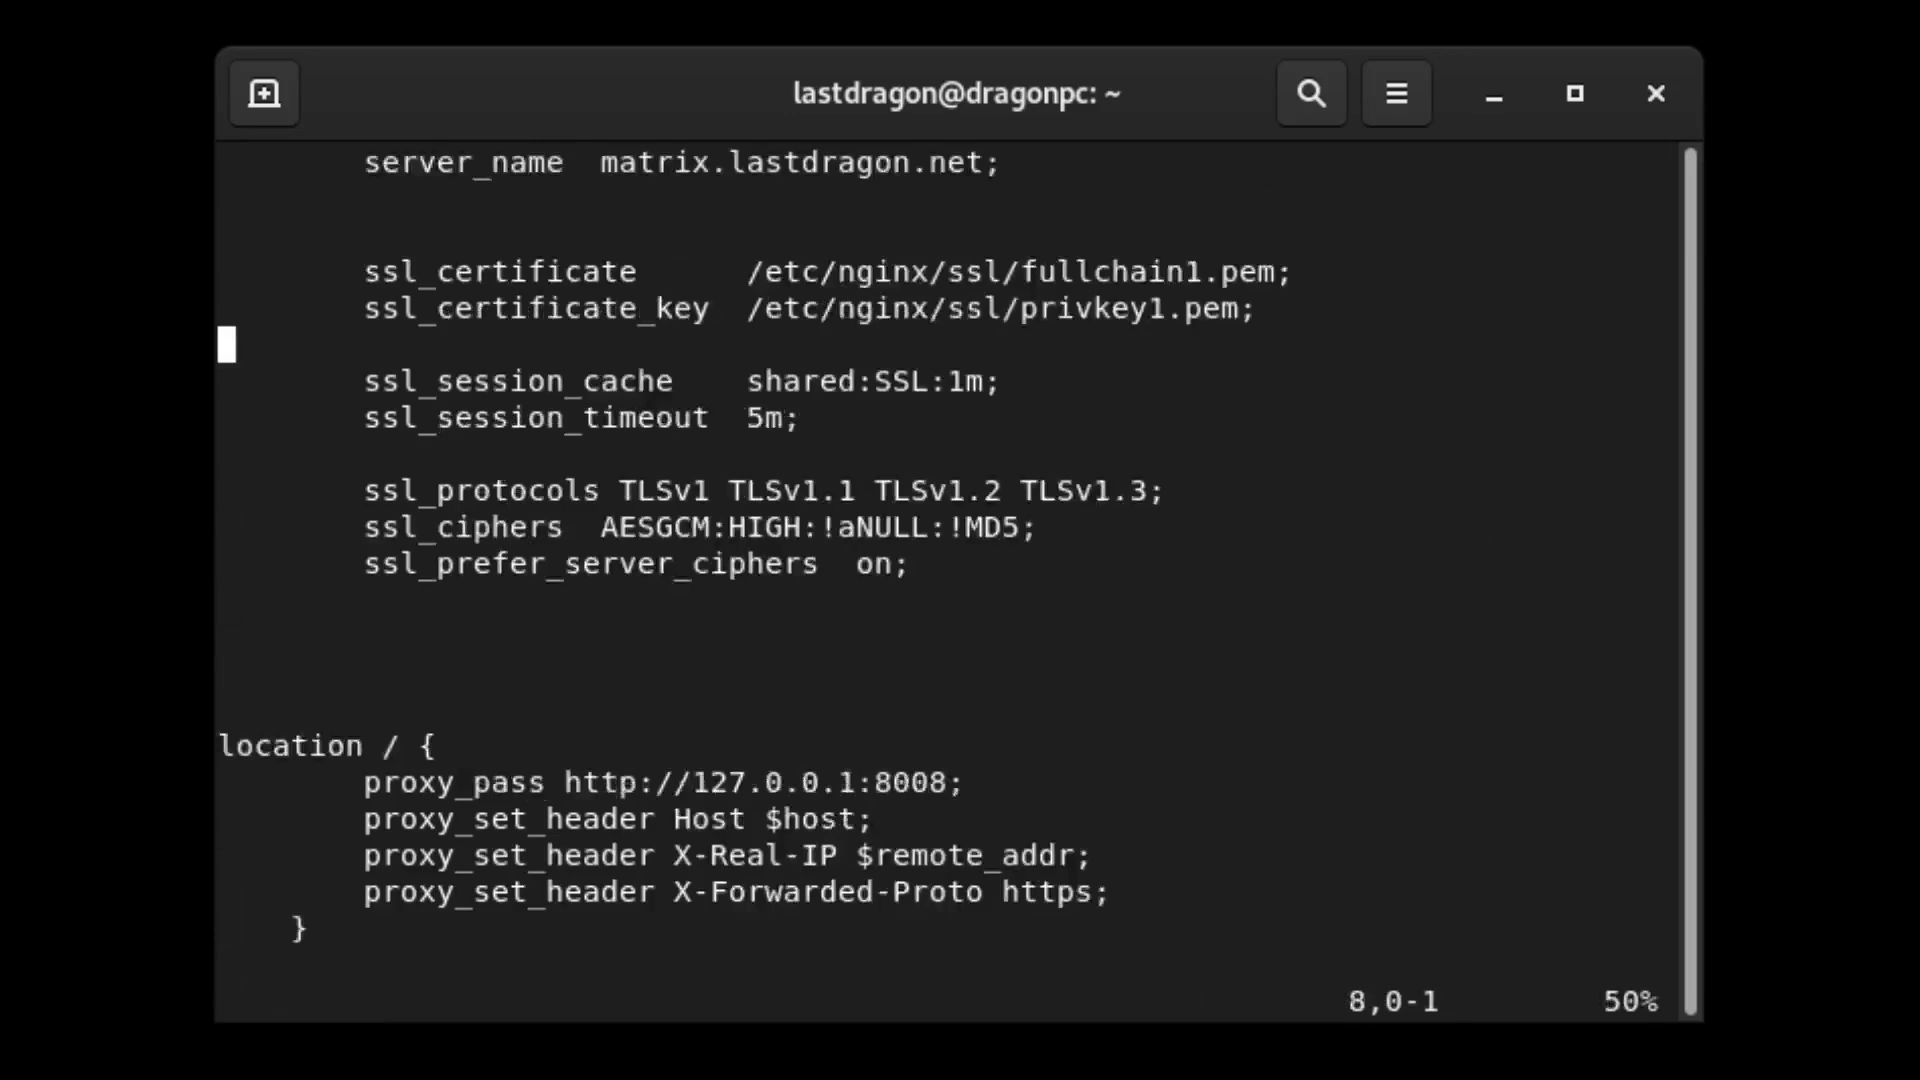 lastdragon@dragonpc: ~
server_name  matrix.lastdragon.net;
ssl_certificate      /etc/nginx/ssl/fullchain1.pem;
ssl_certificate_key  /etc/nginx/ssl/privkey1.pem;
ssl_session_cache    shared:SSL:1m;
ssl_session_timeout  5m;
ssl_protocols TLSv1 TLSv1.1 TLSv1.2 TLSv1.3;
ssl_ciphers  AESGCM:HIGH:!aNULL:!MD5;
ssl_prefer_server_ciphers  on;
location / {
proxy_pass http://127.0.0.1:8008;
proxy_set_header Host $host;
proxy_set_header X-Real-IP $remote_addr;
proxy_set_header X-Forwarded-Proto https;
}
8,0-1         50%